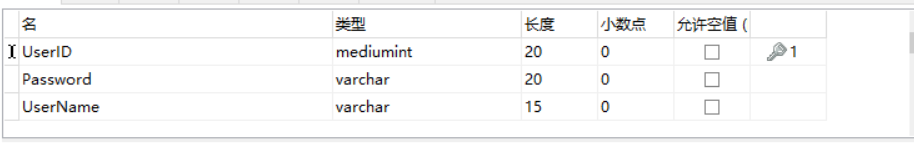 名 类型 长度 小数点 允许空值 (
UserID mediumint 20 0 1
Password varchar 20 0
UserName varchar 15 0